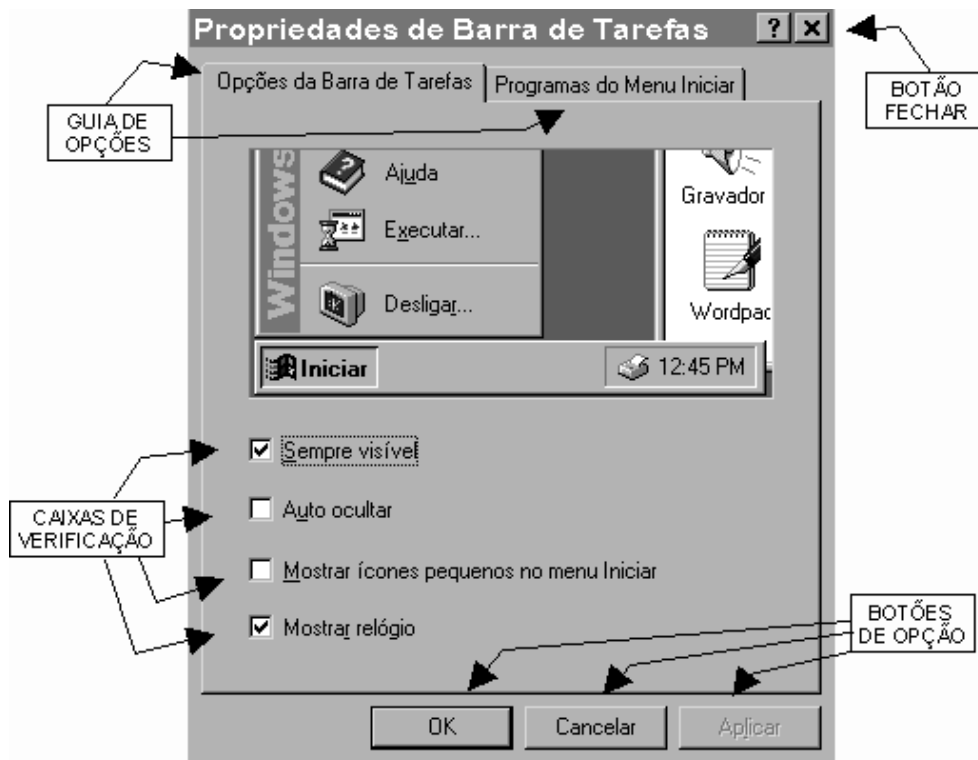 Propriedades de Barra de Tarefas
Opções da Barra de Tarefas
Programas do Menu Iniciar
BOTÃO
FECHAR
GUIA DE
OPÇÕES
Windows
Ajuda
Executar...
Desligar...
Gravador
Wordpad
Iniciar
12:45 PM
Sempre visível
Auto ocultar
CAIXAS DE
VERIFICAÇÃO
Mostrar ícones pequenos no menu Iniciar
Mostrar relógio
BOTÕES
DE OPÇÃO
OK
Cancelar
Aplicar